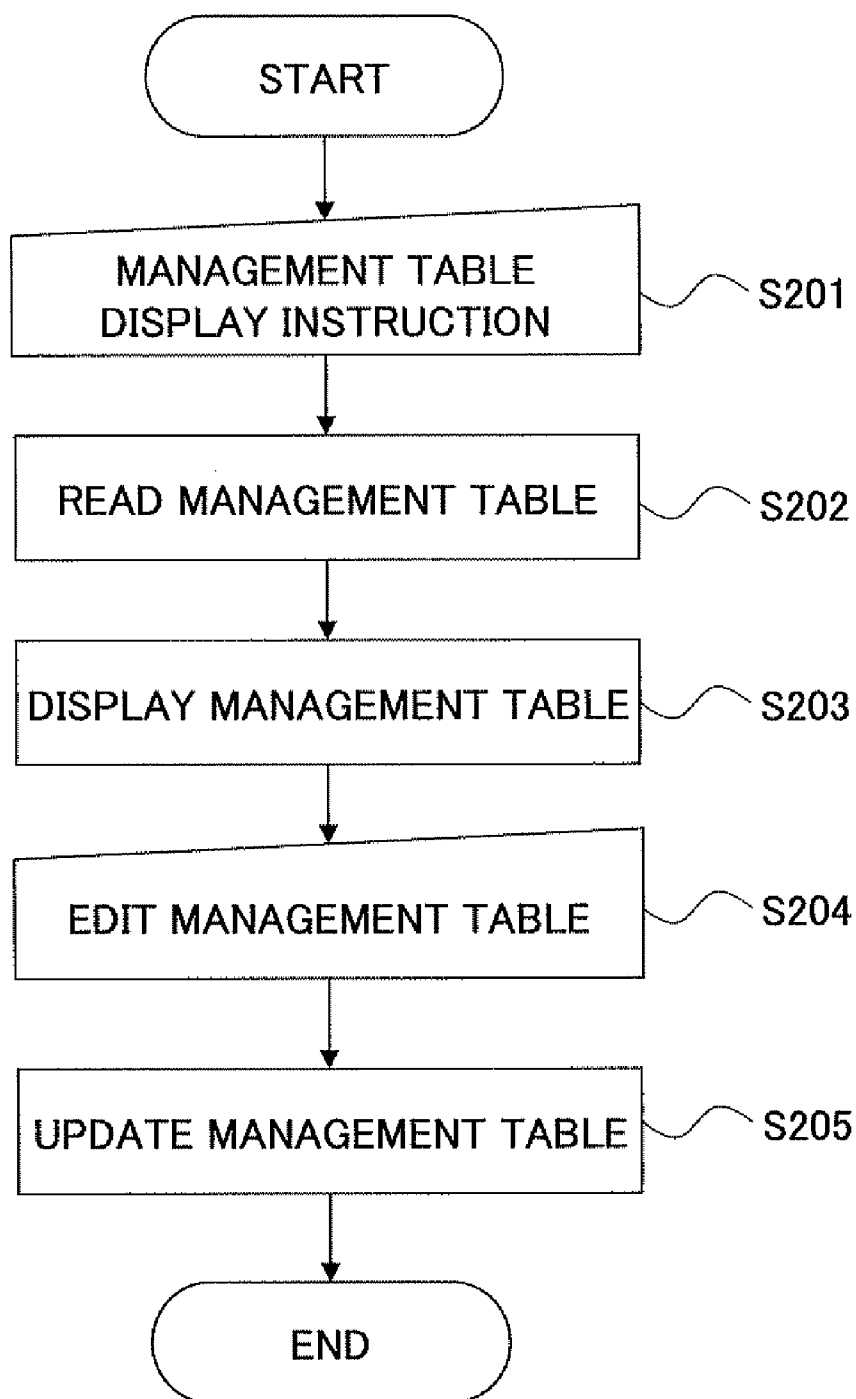 START
MANAGEMENT TABLE
DISPLAY INSTRUCTION
S201
READ MANAGEMENT TABLE
S202
DISPLAY MANAGEMENT TABLE
S203
EDIT MANAGEMENT TABLE
S204
UPDATE MANAGEMENT TABLE
S205
END